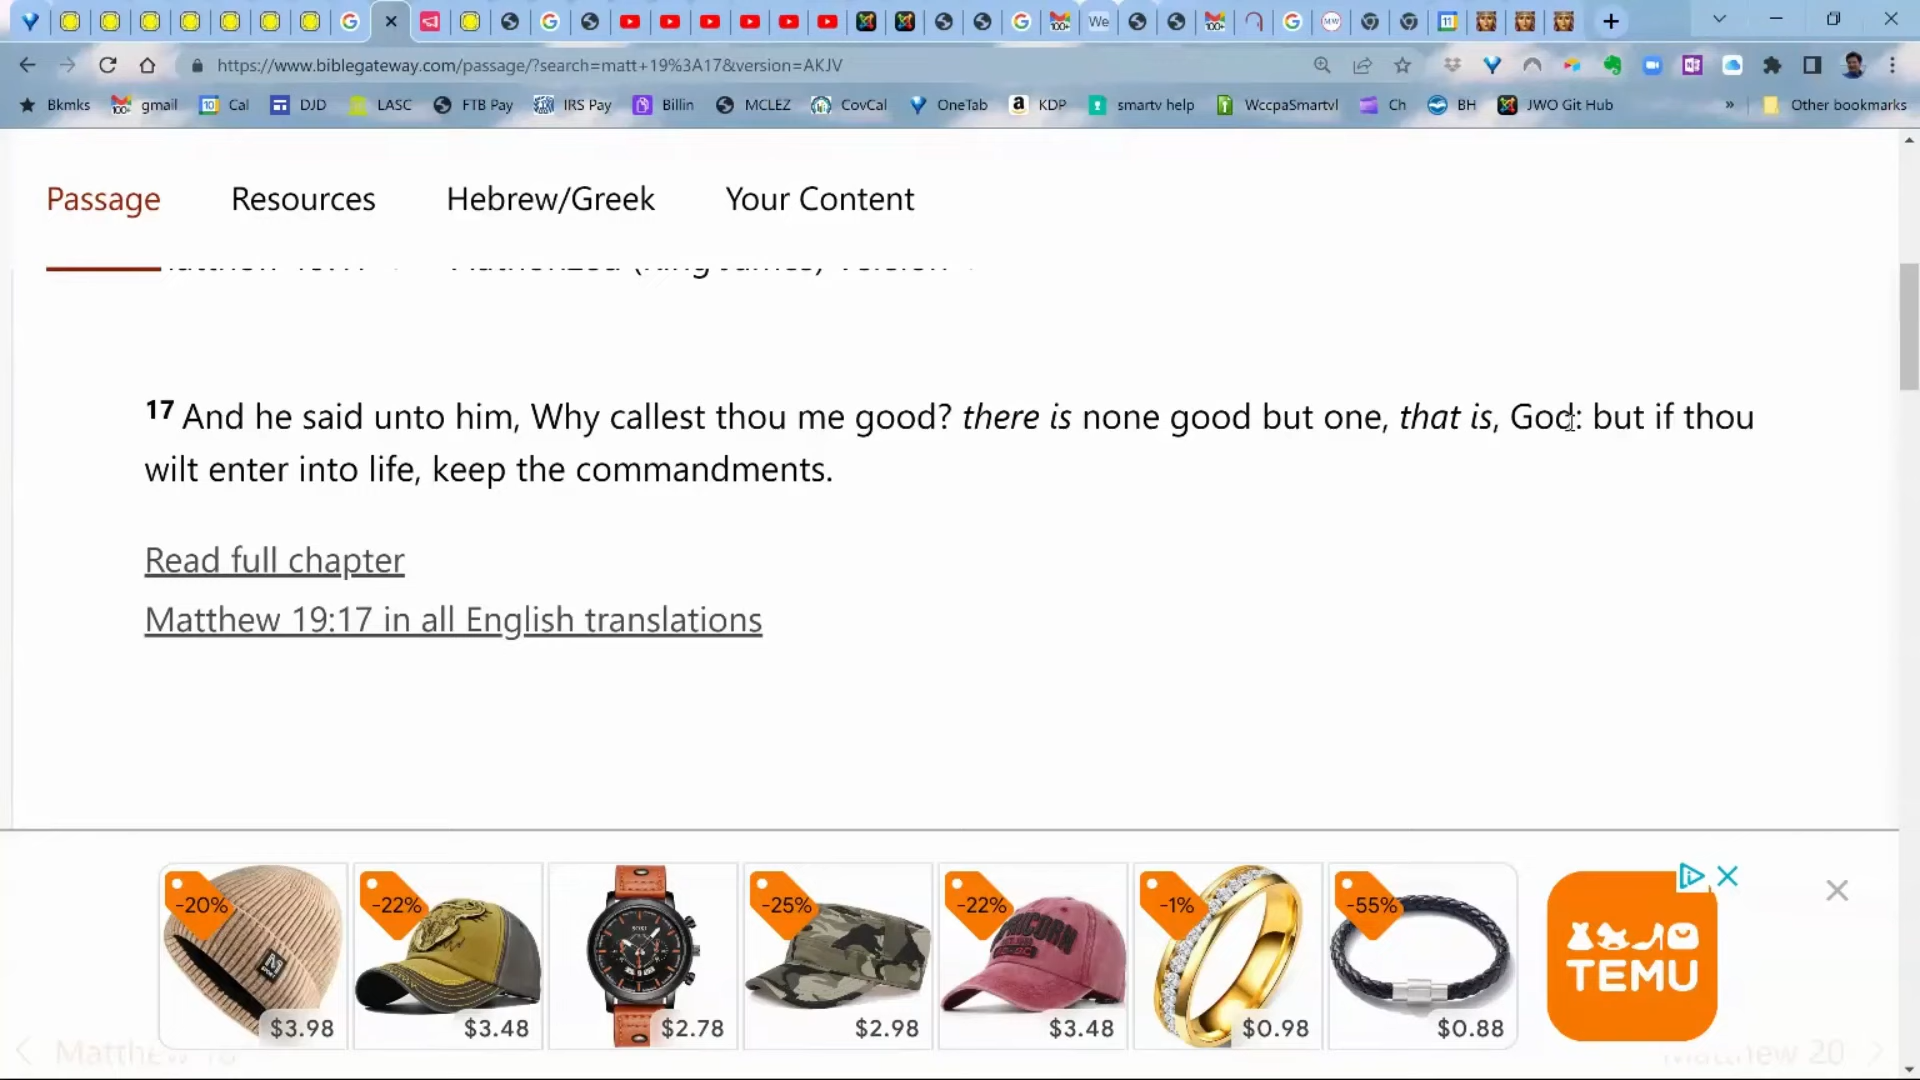 https://www.biblegateway.com/passage/?search=matt+19%3A17&version=AKJV
Bkmks gmail Cal DJD LASC FTB Pay IRS Pay Billin MCLEZ CovCal OneTab KDP smartv help WccpaSmartvl Ch BH JWO Git Hub » Other bookmarks
Passage Resources Hebrew/Greek Your Content
17 And he said unto him, Why callest thou me good? there is none good but one, that is, God: but if thou
wilt enter into life, keep the commandments.
Read full chapter
Matthew 19:17 in all English translations
-20% -22% -25% -22% -1% -55%
TEMU
$3.98 $3.48 $2.78 $2.98 $3.48 $0.98 $0.88
Matthew 20